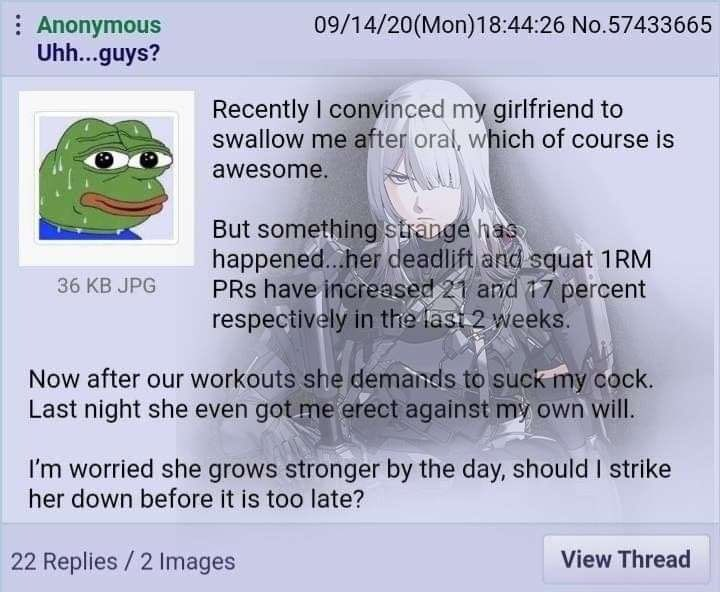 Anonymous 09/14/20(Mon)18:44:26 No.57433665
Uhh...guys?
Recently I convinced my girlfriend to
swallow me after oral, which of course is
awesome.
But something strange has
happened...her deadlift and squat 1RM
PRs have increased 21 and 17 percent
respectively in the last 2 weeks.
36 KB JPG
Now after our workouts she demands to suck my cock.
Last night she even got me erect against my own will.
I'm worried she grows stronger by the day, should I strike
her down before it is too late?
22 Replies / 2 Images
View Thread